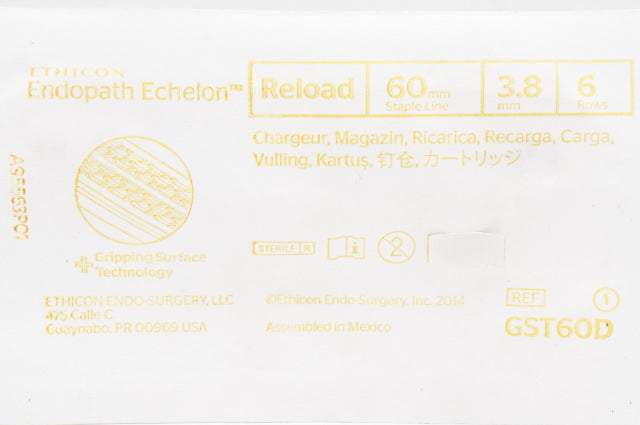 ETHICON
Endopath Echelon™
Reload
60mm
Staple Line
3.8
mm
6
Rows
Chargeur, Magazin, Ricarica, Recarga, Carga,
Vulling, Kartuş, 钉仓, カートリッジ
Gripping Surface
Technology
STERILE R
2
ETHICON ENDO-SURGERY, LLC
475 Calle C
Guaynabo, PR 00969 USA
©Ethicon Endo-Surgery, Inc. 2014
Assembled in Mexico
REF
1
GST60D